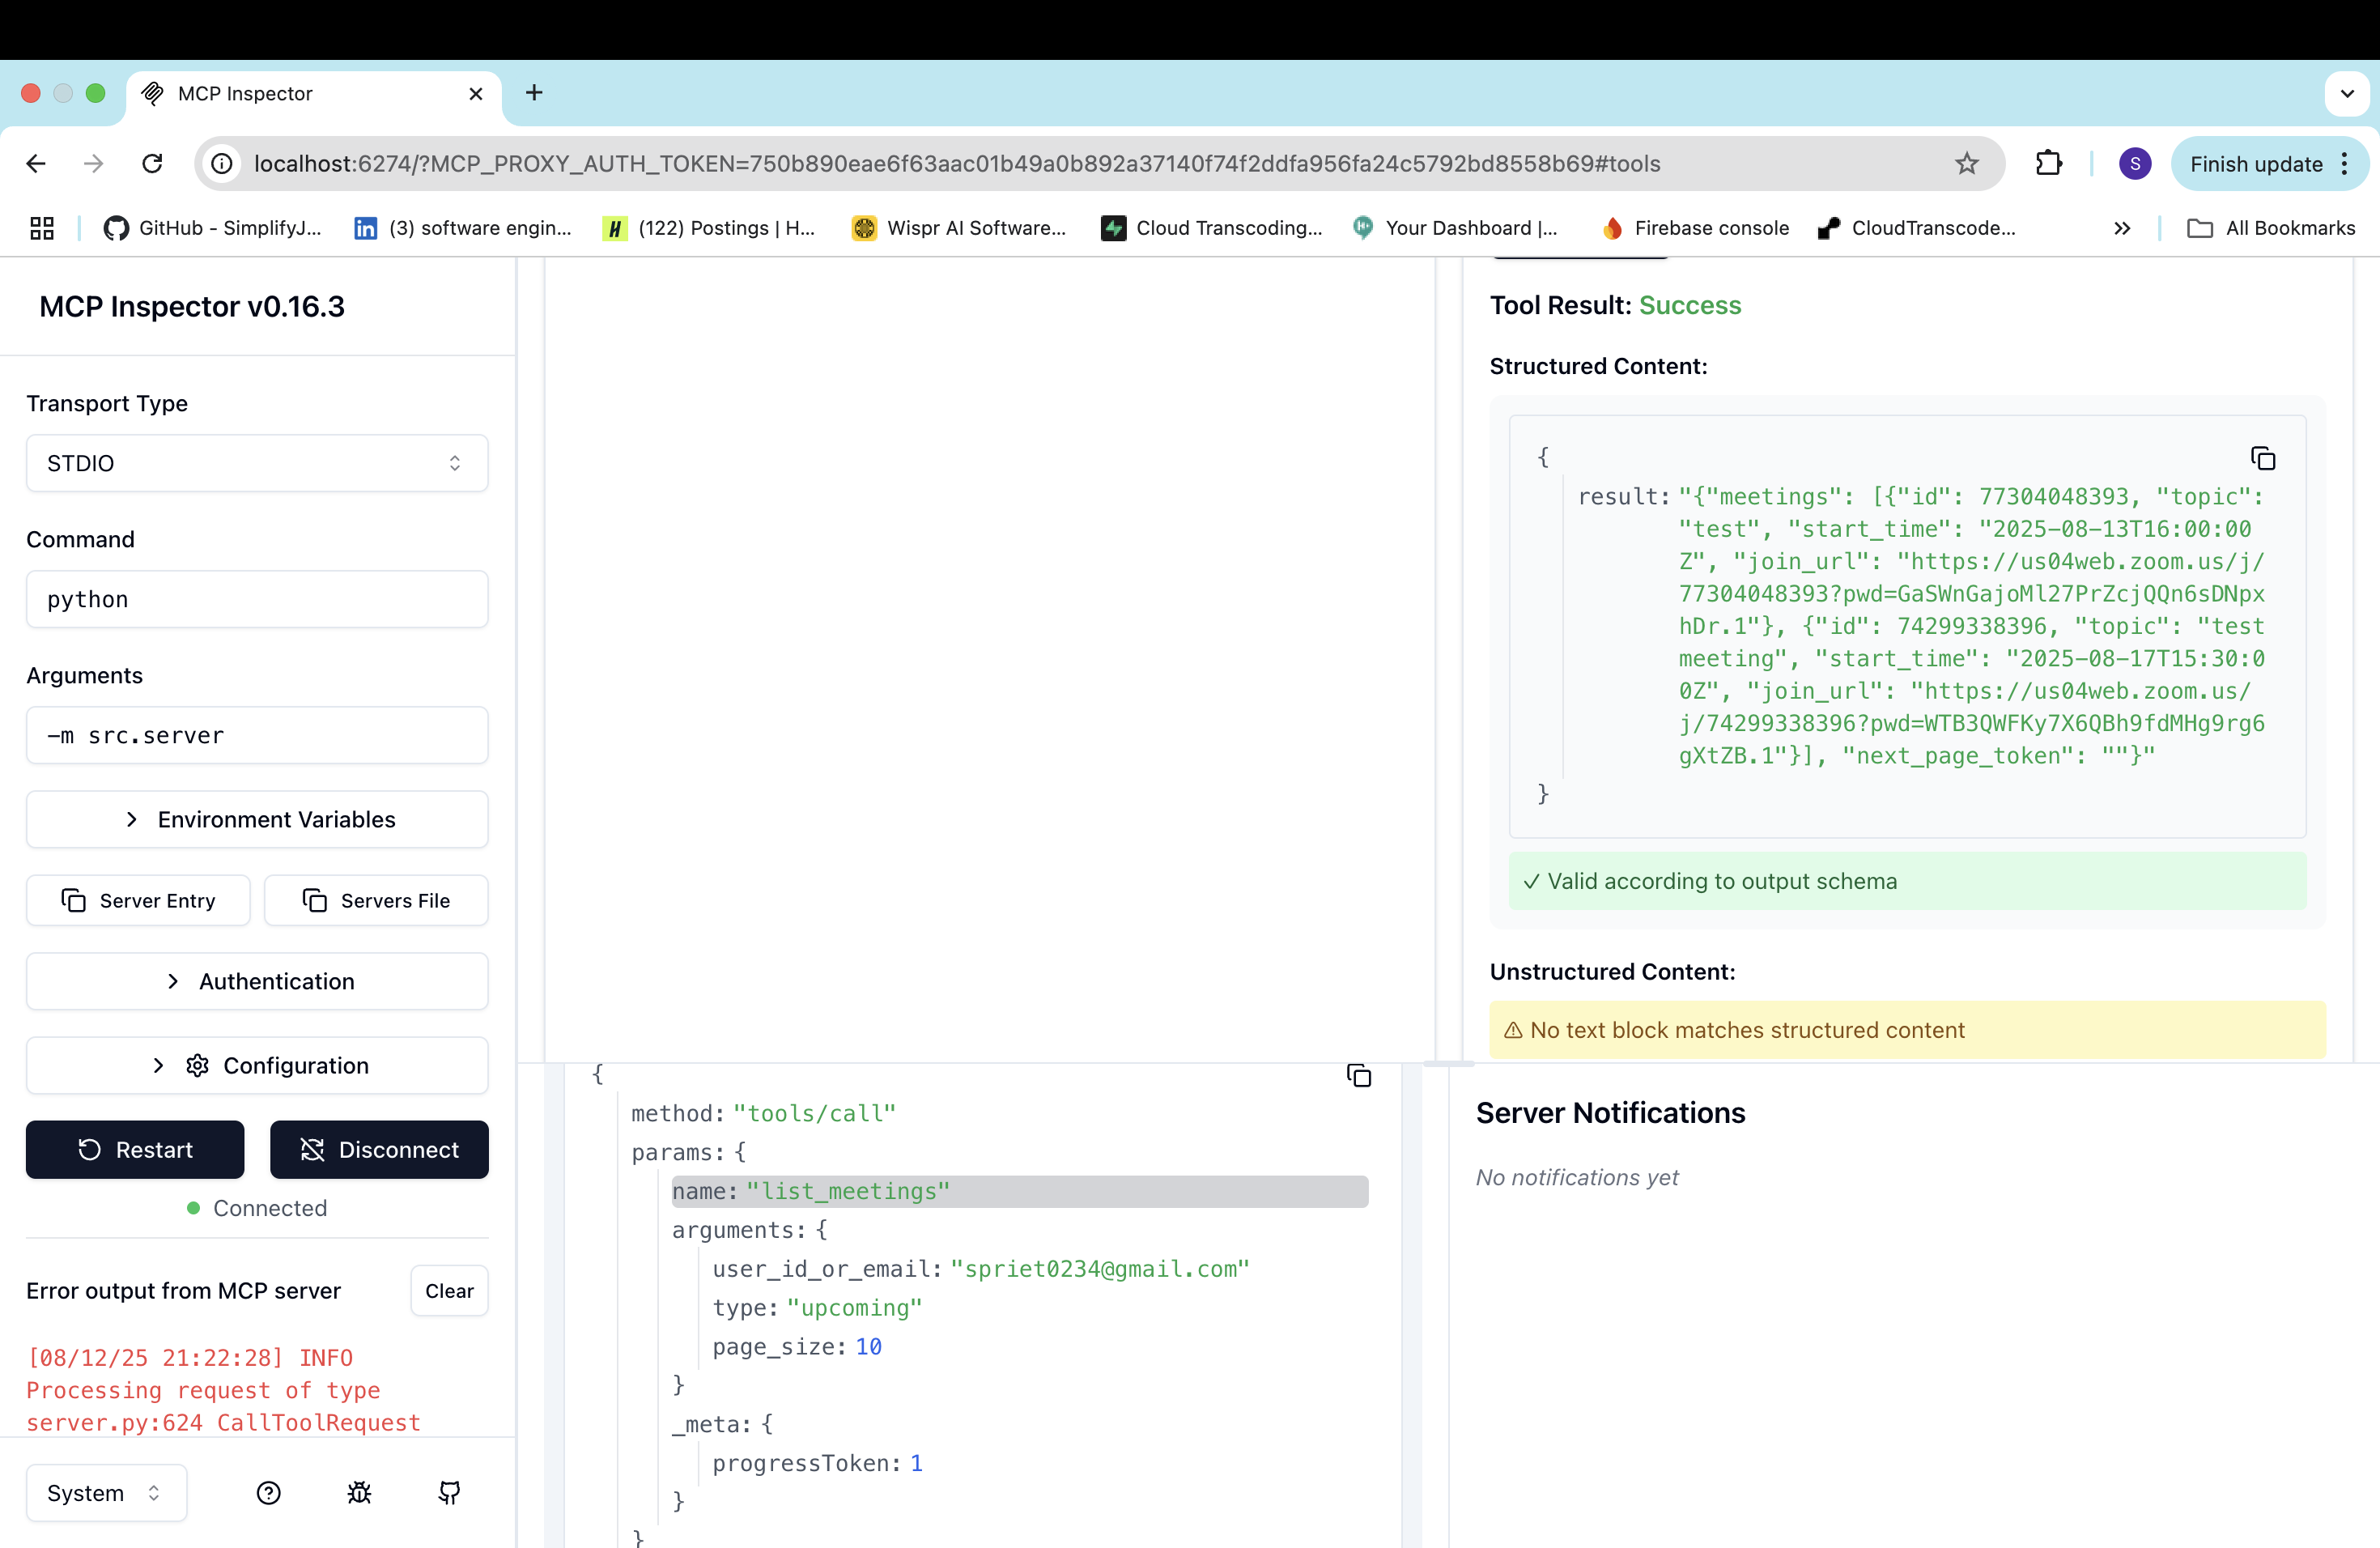 MCP Inspector
localhost:6274/?MCP_PROXY_AUTH_TOKEN=750b890eae6f63aac01b49a0b892a37140f74f2ddfa956fa24c5792bd8558b69#tools
S
Finish update
GitHub - SimplifyJ...
(3) software engin...
(122) Postings | H...
Wispr AI Software...
Cloud Transcoding...
Your Dashboard |...
Firebase console
CloudTranscode...
All Bookmarks
MCP Inspector v0.16.3
Transport Type
STDIO
Command
python
Arguments
-m src.server
Environment Variables
Server Entry
Servers File
Authentication
Configuration
Restart
Disconnect
Connected
Error output from MCP server
Clear
[08/12/25 21:22:28] INFO
Processing request of type
server.py:624 CallToolRequest
System
{
method: "tools/call"
params: {
name: "list_meetings"
arguments: {
user_id_or_email: "spriet0234@gmail.com"
type: "upcoming"
page_size: 10
}
_meta: {
progressToken: 1
}
}
Tool Result: Success
Structured Content:
{
result: "{"meetings": [{"id": 77304048393, "topic":
"test", "start_time": "2025-08-13T16:00:00
Z", "join_url": "https://us04web.zoom.us/j/
77304048393?pwd=GaSWnGajoMl27PrZcjQQn6sDNpx
hDr.1"}, {"id": 74299338396, "topic": "test
meeting", "start_time": "2025-08-17T15:30:0
0Z", "join_url": "https://us04web.zoom.us/
j/74299338396?pwd=WTB3QWFKy7X6QBh9fdMHg9rg6
gXtZB.1"}], "next_page_token": ""}"
}
✓ Valid according to output schema
Unstructured Content:
⚠ No text block matches structured content
Server Notifications
No notifications yet